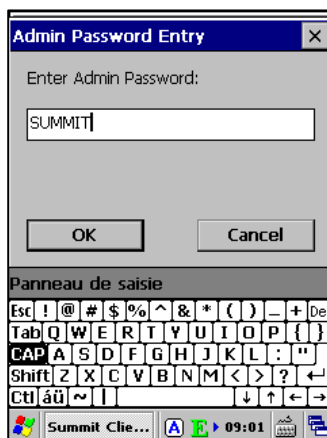 Admin Password Entry
Enter Admin Password:
SUMMIT
OK Cancel
Panneau de saisie
Esc ! @ # $ % ^ & * ( ) _ + De
Tab Q W E R T Y U I O P { }
CAP A S D F G H J K L : "
Shift Z X C V B N M < > ? ↵
Ctl áü ~ | ↓ ↑ ← →
Summit Clie... A E 09:01